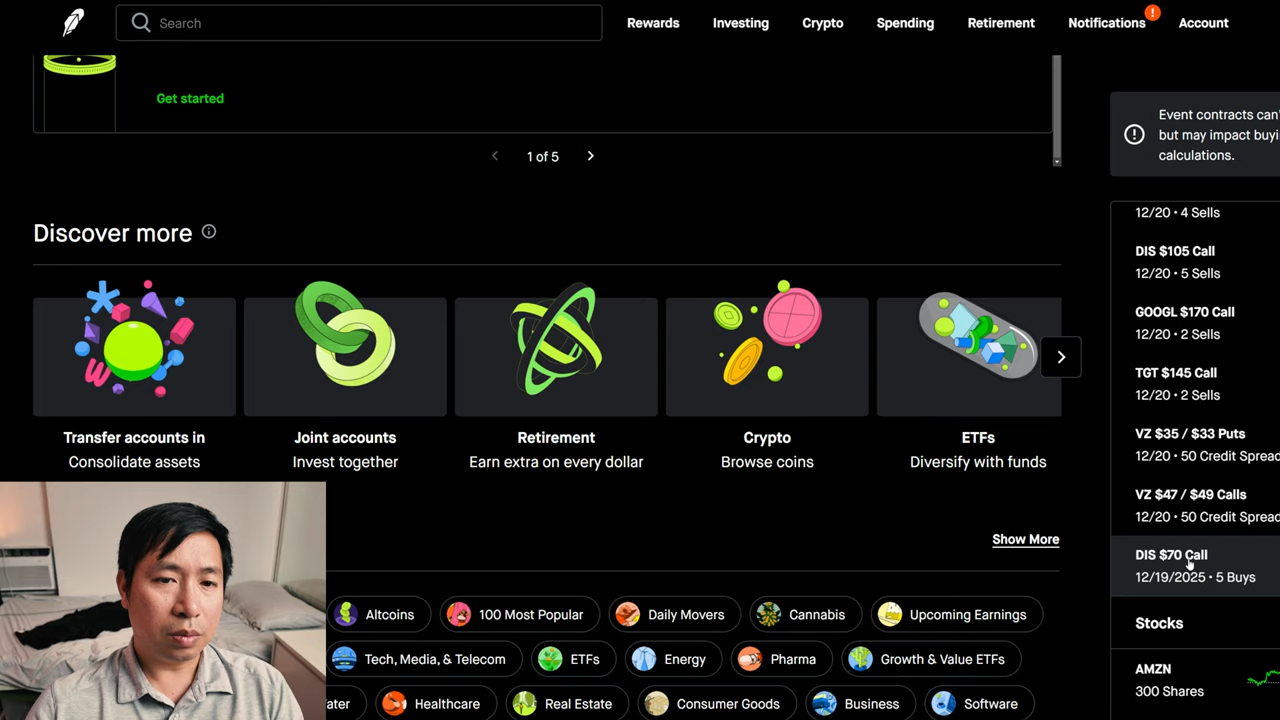 Search
Rewards
Investing
Crypto
Spending
Retirement
Notifications
!
Account
Get started
1 of 5
Event contracts can'
but may impact buyi
calculations.
Discover more
Transfer accounts in
Consolidate assets
Joint accounts
Invest together
Retirement
Earn extra on every dollar
Crypto
Browse coins
ETFs
Diversify with funds
Show More
Altcoins
100 Most Popular
Daily Movers
Cannabis
Upcoming Earnings
Tech, Media, & Telecom
ETFs
Energy
Pharma
Growth & Value ETFs
ater
Healthcare
Real Estate
Consumer Goods
Business
Software
12/20 • 4 Sells
DIS $105 Call
12/20 • 5 Sells
GOOGL $170 Call
12/20 • 2 Sells
TGT $145 Call
12/20 • 2 Sells
VZ $35 / $33 Puts
12/20 • 50 Credit Spread
VZ $47 / $49 Calls
12/20 • 50 Credit Spread
DIS $70 Call
12/19/2025 • 5 Buys
Stocks
AMZN
300 Shares